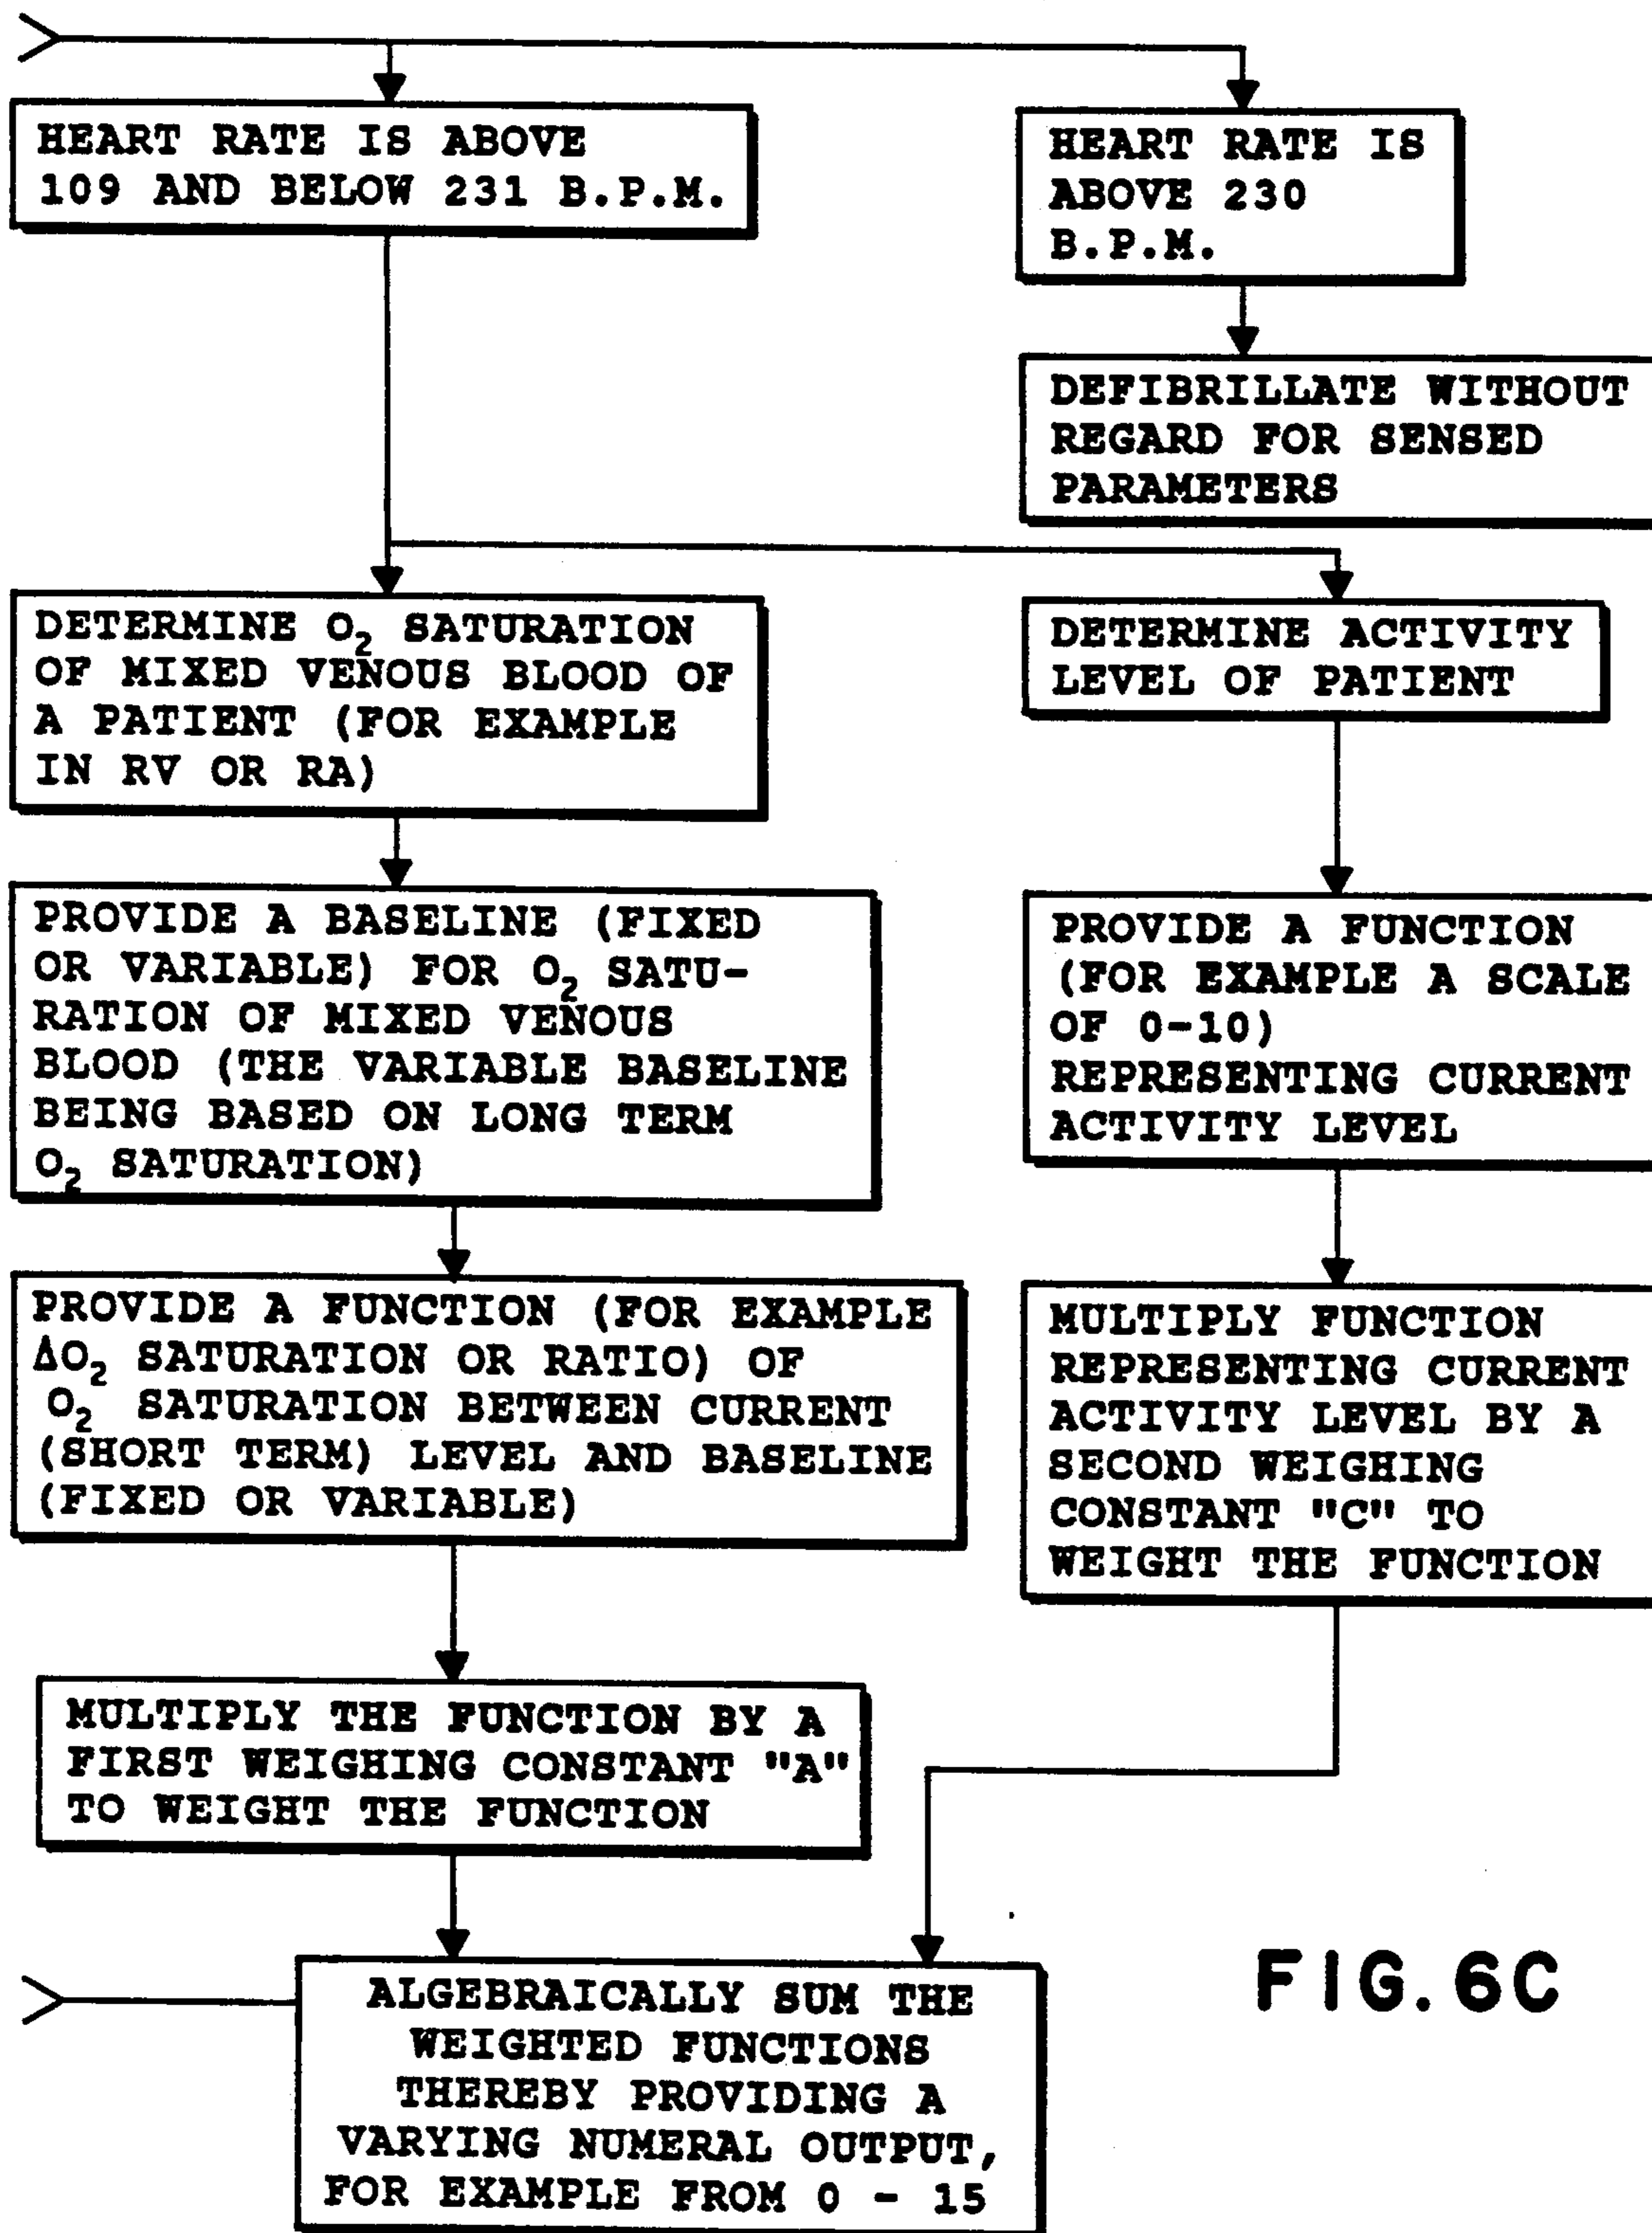 HEART RATE IS ABOVE
109 AND BELOW 231 B.P.M.
HEART RATE IS
ABOVE 230
B.P.M.
DEFIBRILLATE WITHOUT
REGARD FOR SENSED
PARAMETERS
DETERMINE O₂ SATURATION
OF MIXED VENOUS BLOOD OF
A PATIENT (FOR EXAMPLE
IN RV OR RA)
DETERMINE ACTIVITY
LEVEL OF PATIENT
PROVIDE A BASELINE (FIXED
OR VARIABLE) FOR O₂ SATU-
RATION OF MIXED VENOUS
BLOOD (THE VARIABLE BASELINE
BEING BASED ON LONG TERM
O₂ SATURATION)
PROVIDE A FUNCTION
(FOR EXAMPLE A SCALE
OF 0-10)
REPRESENTING CURRENT
ACTIVITY LEVEL
PROVIDE A FUNCTION (FOR EXAMPLE
ΔO₂ SATURATION OR RATIO) OF
O₂ SATURATION BETWEEN CURRENT
(SHORT TERM) LEVEL AND BASELINE
(FIXED OR VARIABLE)
MULTIPLY FUNCTION
REPRESENTING CURRENT
ACTIVITY LEVEL BY A
SECOND WEIGHING
CONSTANT "C" TO
WEIGHT THE FUNCTION
MULTIPLY THE FUNCTION BY A
FIRST WEIGHING CONSTANT "A"
TO WEIGHT THE FUNCTION
ALGEBRAICALLY SUM THE
WEIGHTED FUNCTIONS
THEREBY PROVIDING A
VARYING NUMERAL OUTPUT,
FOR EXAMPLE FROM 0 - 15
FIG. 6C